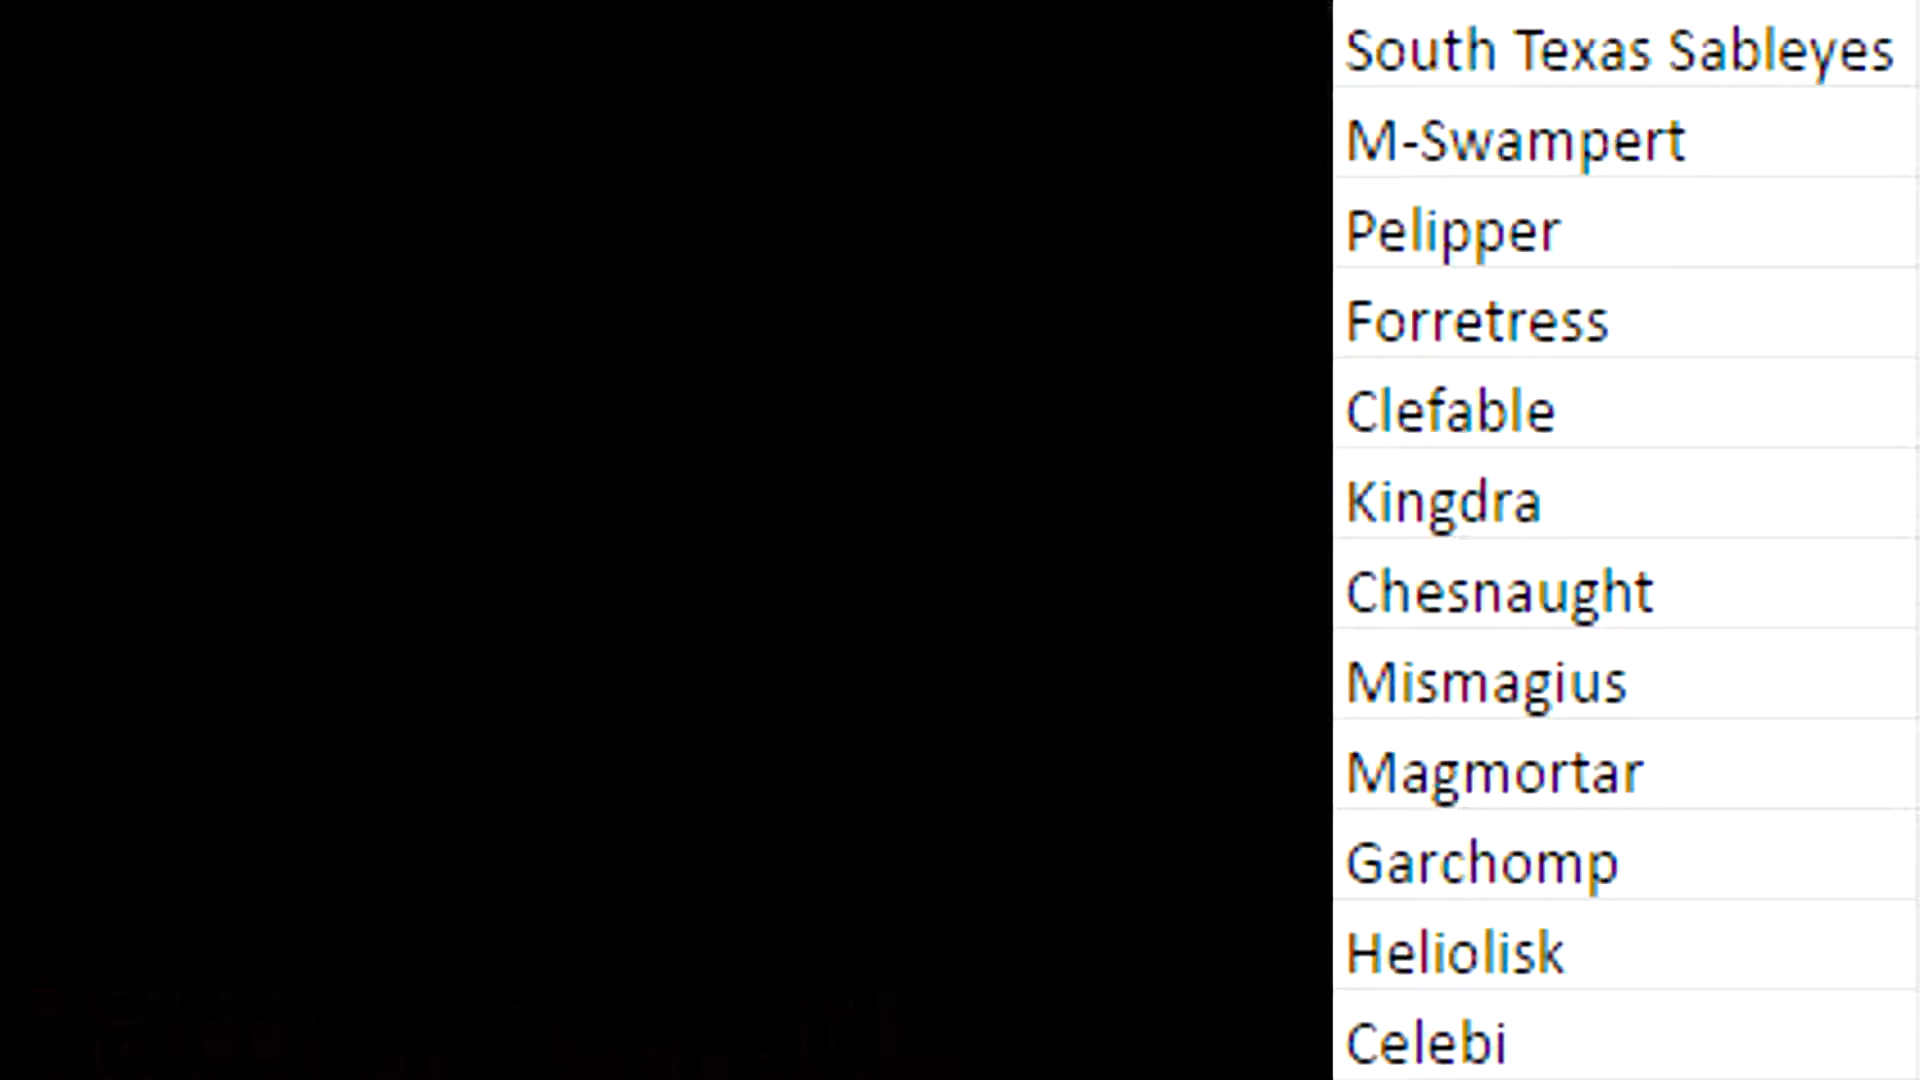 South Texas Sableyes
M-Swampert
Pelipper
Forretress
Clefable
Kingdra
Chesnaught
Mismagius
Magmortar
Garchomp
Heliolisk
Celebi